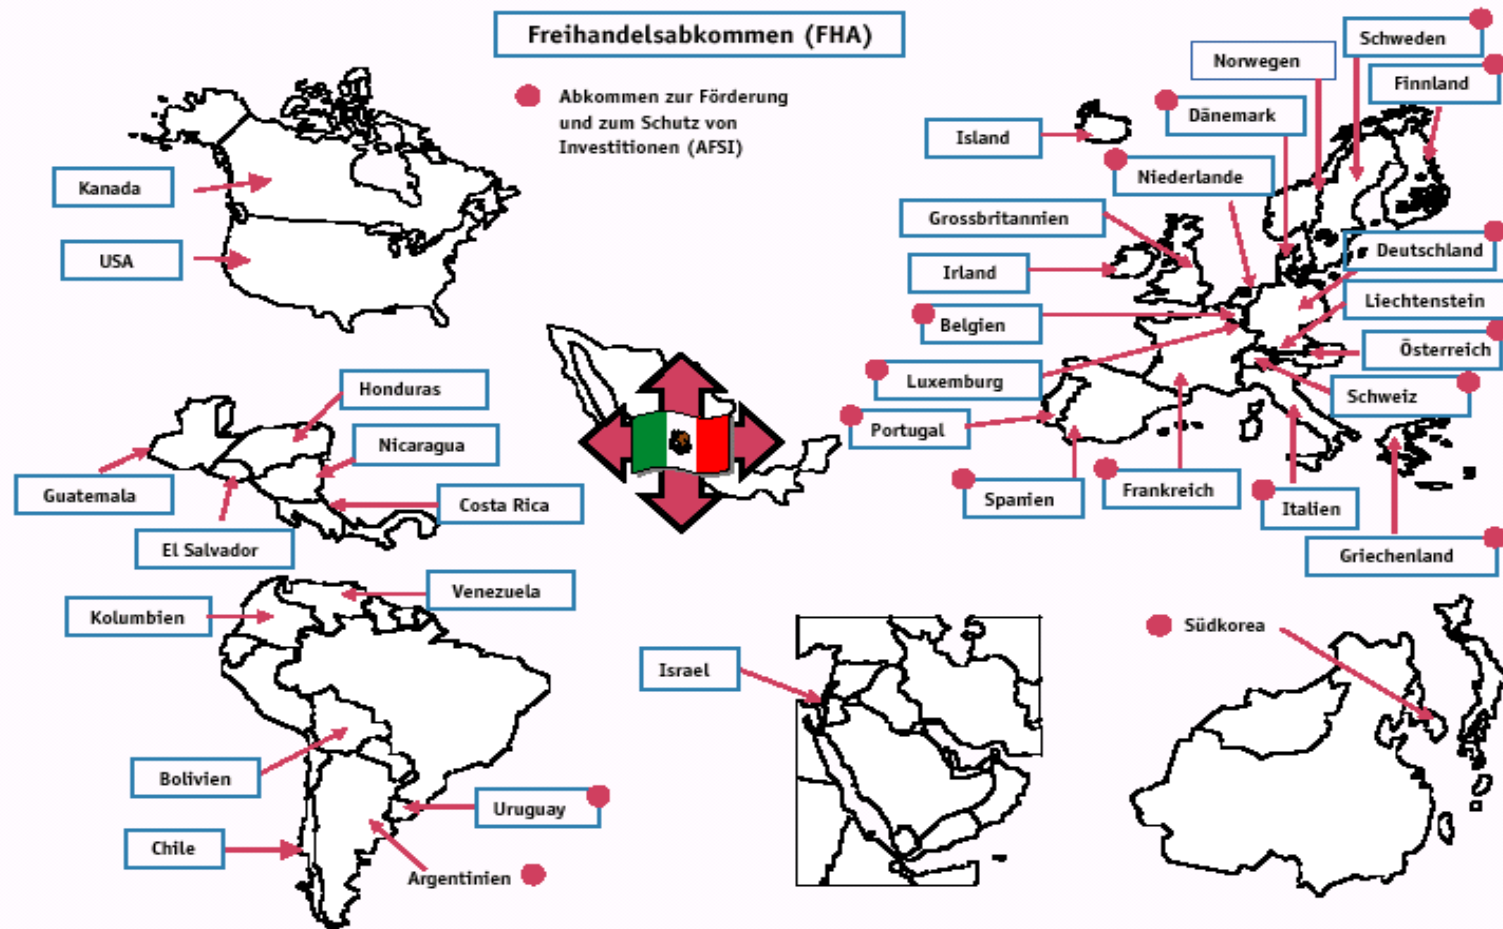 Freihandelsabkommen (FHA)
Abkommen zur Förderung
und zum Schutz von
Investitionen (AFSI)
Kanada
USA
Honduras
Nicaragua
Guatemala
Costa Rica
El Salvador
Venezuela
Kolumbien
Bolivien
Uruguay
Chile
Argentinien
Schweden
Norwegen
Finnland
Dänemark
Island
Niederlande
Grossbritannien
Deutschland
Irland
Liechtenstein
Belgien
Österreich
Luxemburg
Schweiz
Portugal
Spanien
Frankreich
Italien
Griechenland
Israel
Südkorea